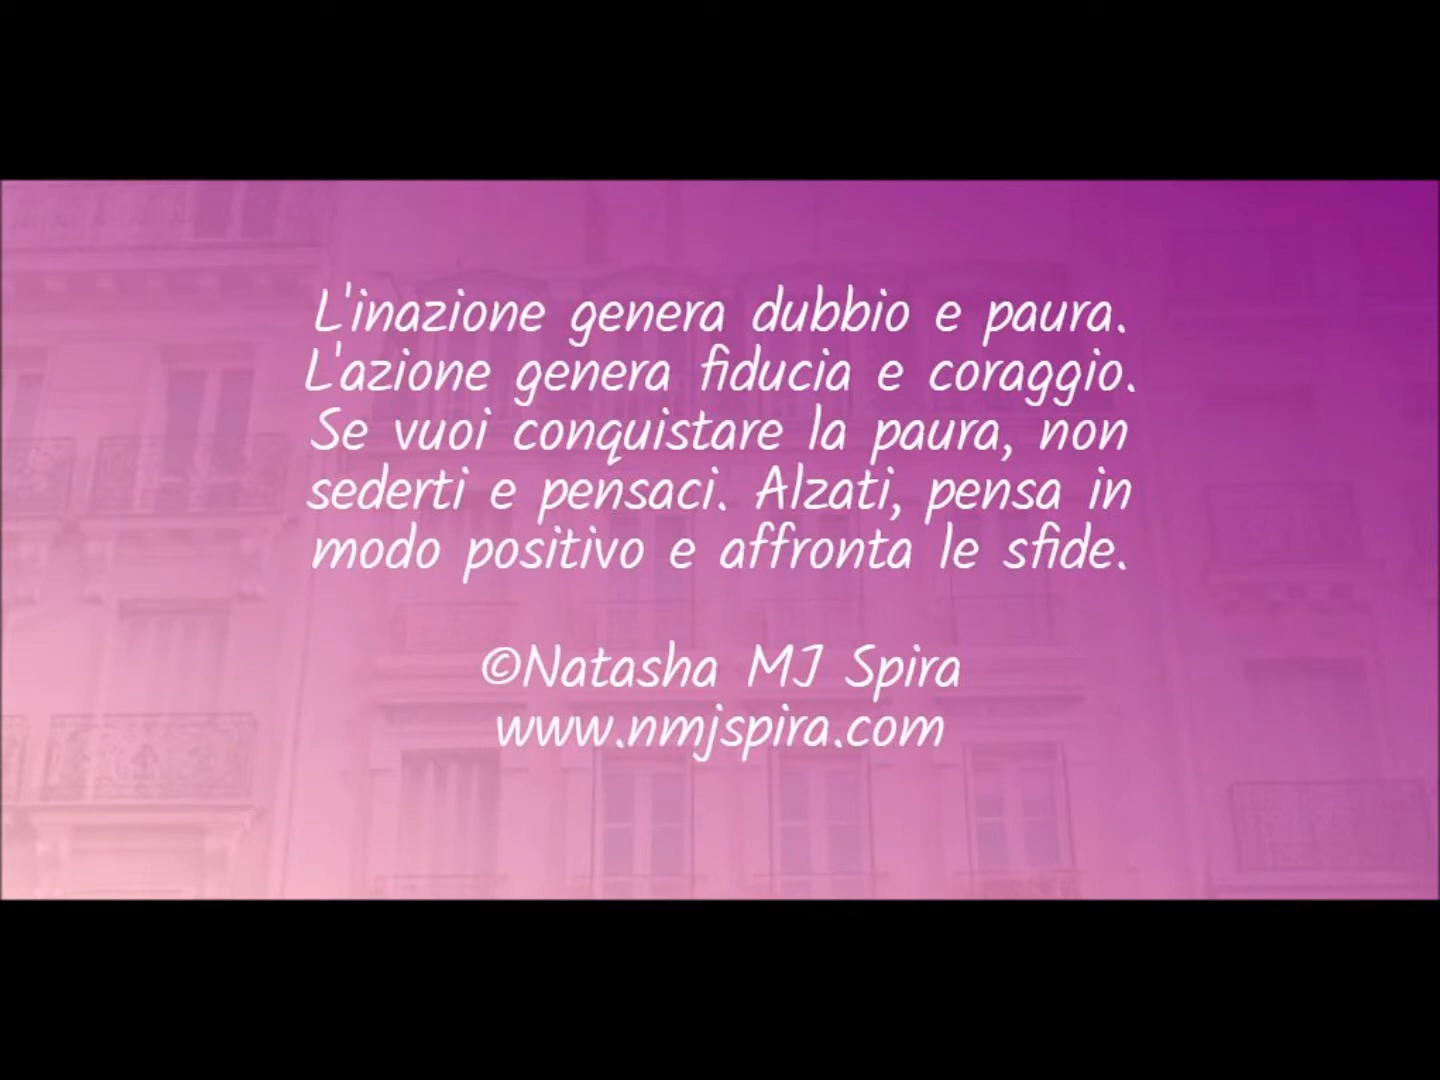 L'inazione genera dubbio e paura.
L'azione genera fiducia e coraggio.
Se vuoi conquistare la paura, non
sederti e pensaci. Alzati, pensa in
modo positivo e affronta le sfide.
©Natasha MJ Spira
www.nmjspira.com